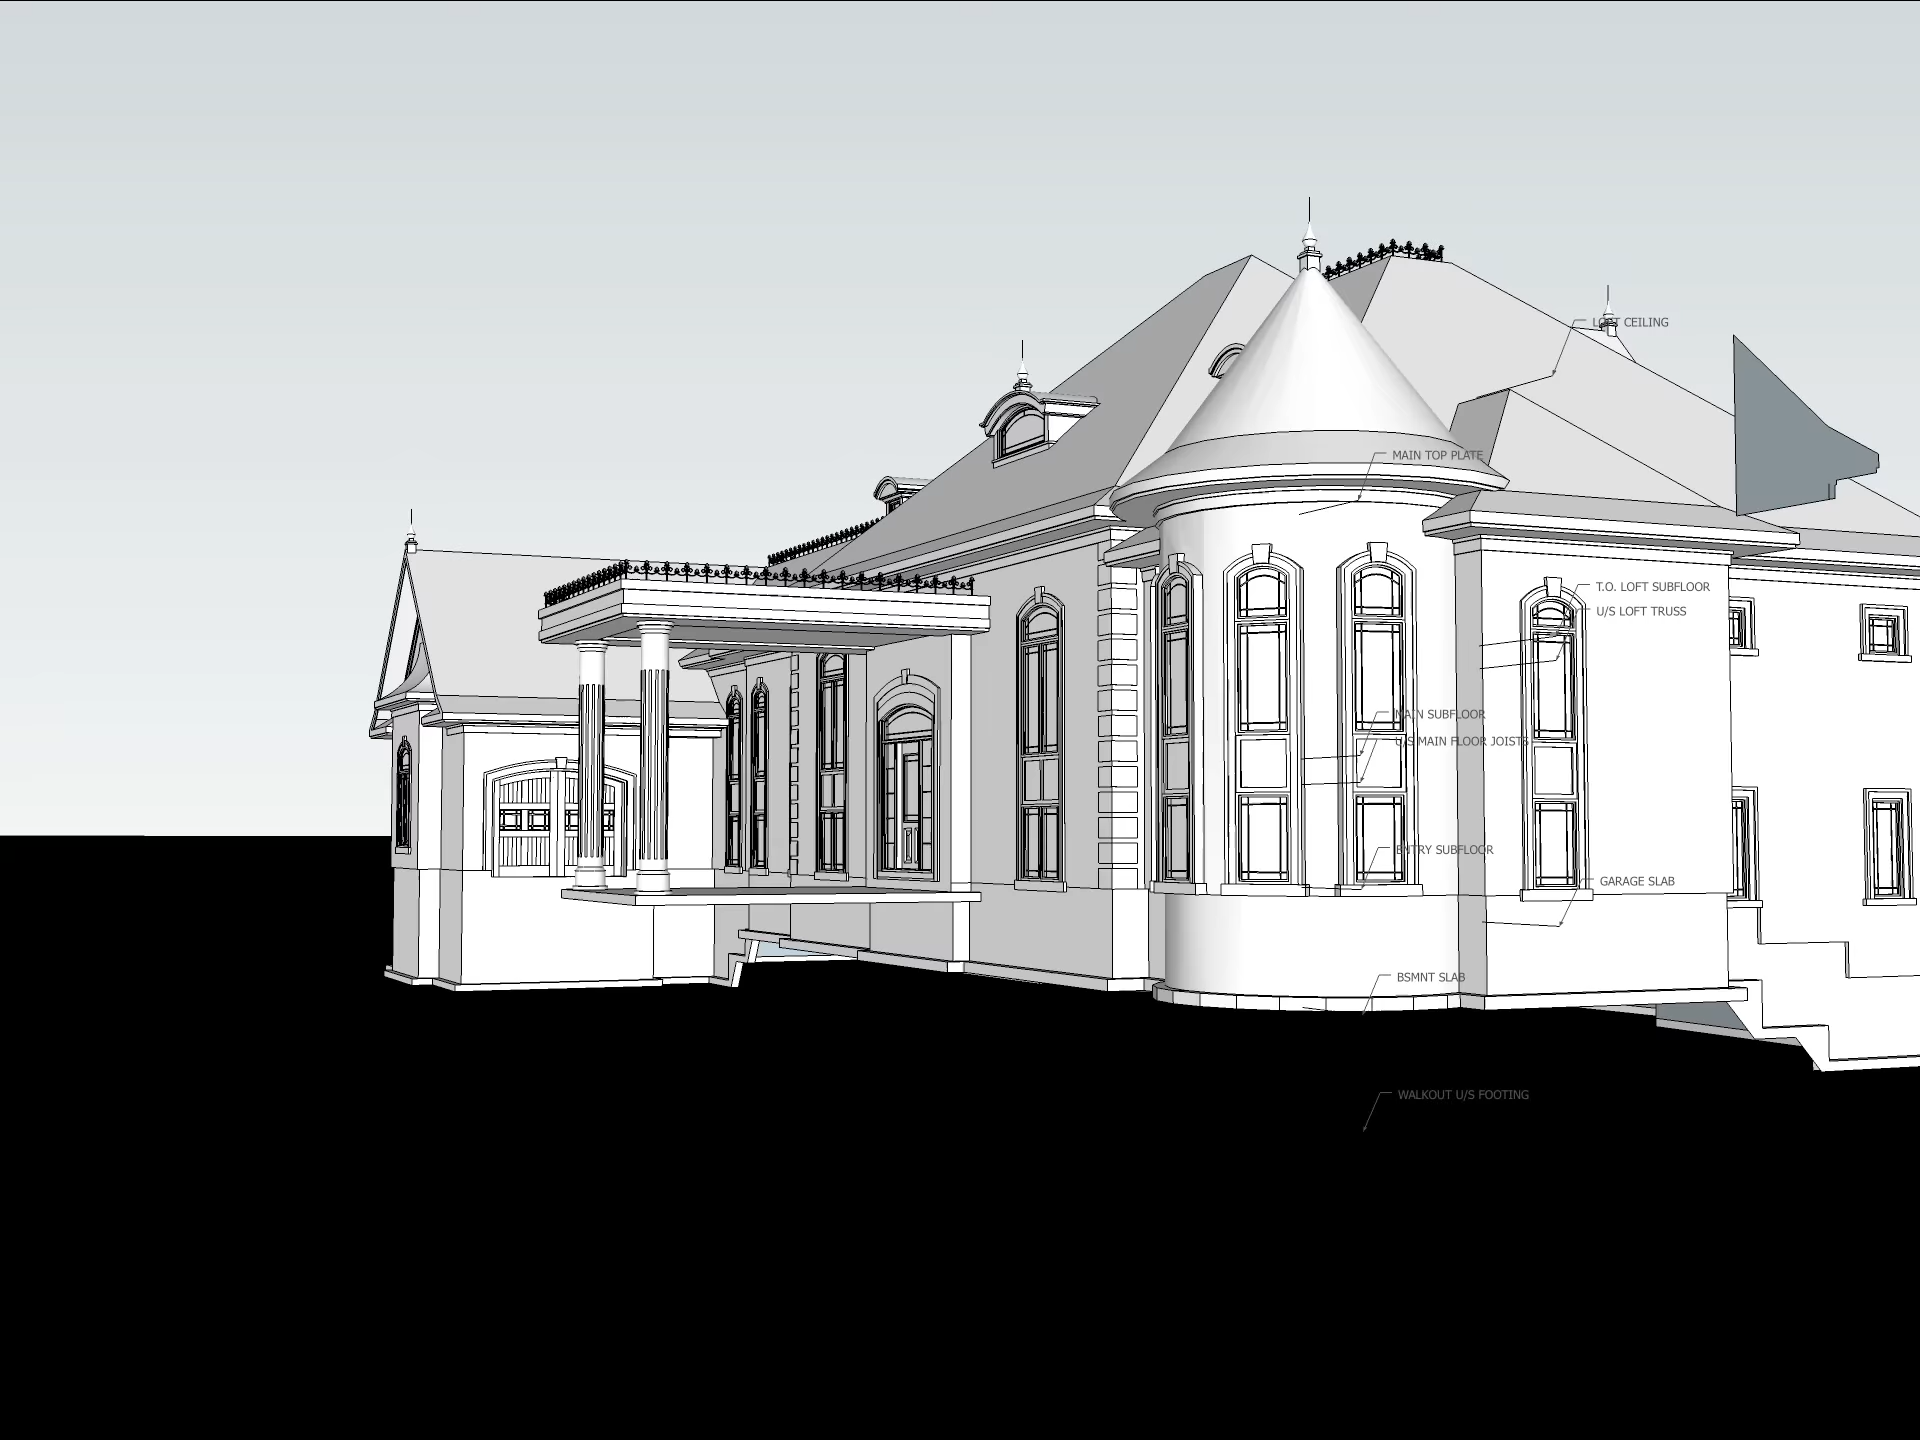 LOFT CEILING
MAIN TOP PLATE
T.O. LOFT SUBFLOOR
U/S LOFT TRUSS
MAIN SUBFLOOR
U/S MAIN FLOOR JOISTS
ENTRY SUBFLOOR
GARAGE SLAB
BSMNT SLAB
WALKOUT U/S FOOTING